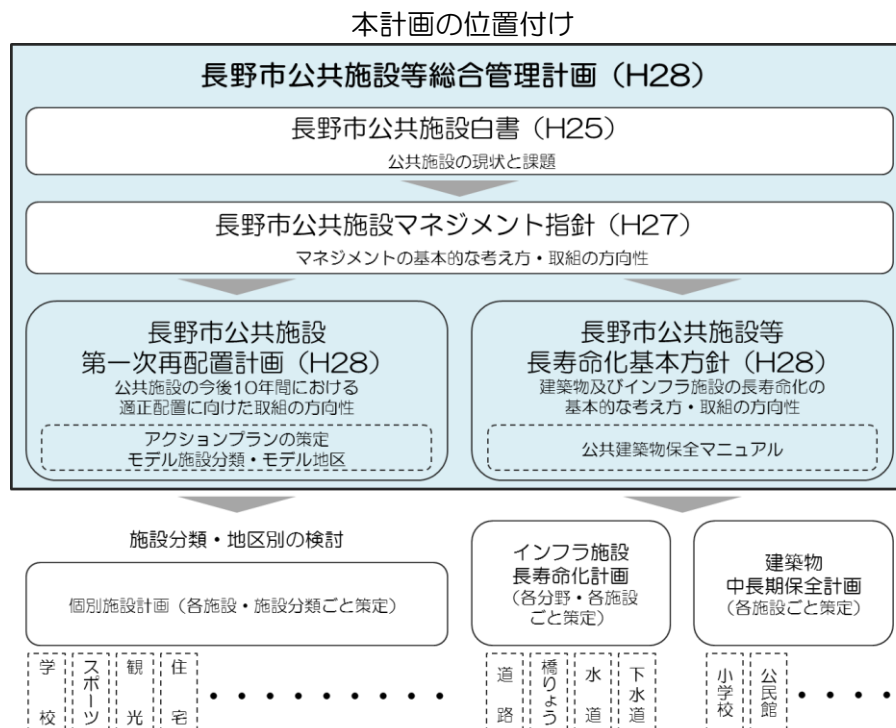 本計画の位置付け
長野市公共施設等総合管理計画（H28）
長野市公共施設白書（H25）
公共施設の現状と課題
長野市公共施設マネジメント指針（H27）
マネジメントの基本的な考え方・取組の方向性
長野市公共施設
第一次再配置計画（H28）
公共施設の今後10年間における
適正配置に向けた取組の方向性
アクションプランの策定
モデル施設分類・モデル地区
長野市公共施設等
長寿命化基本方針（H28）
建築物及びインフラ施設の長寿命化の
基本的な考え方・取組の方向性
公共建築物保全マニュアル
施設分類・地区別の検討
個別施設計画（各施設・施設分類ごと策定）
インフラ施設
長寿命化計画
（各分野・各施設
ごと策定）
建築物
中長期保全計画
（各施設ごと策定）
学校
スポーツ
観光
住宅
・・・・・・・・・
道路
橋りょう
水道
下水道
小学校
公民館
・・・・